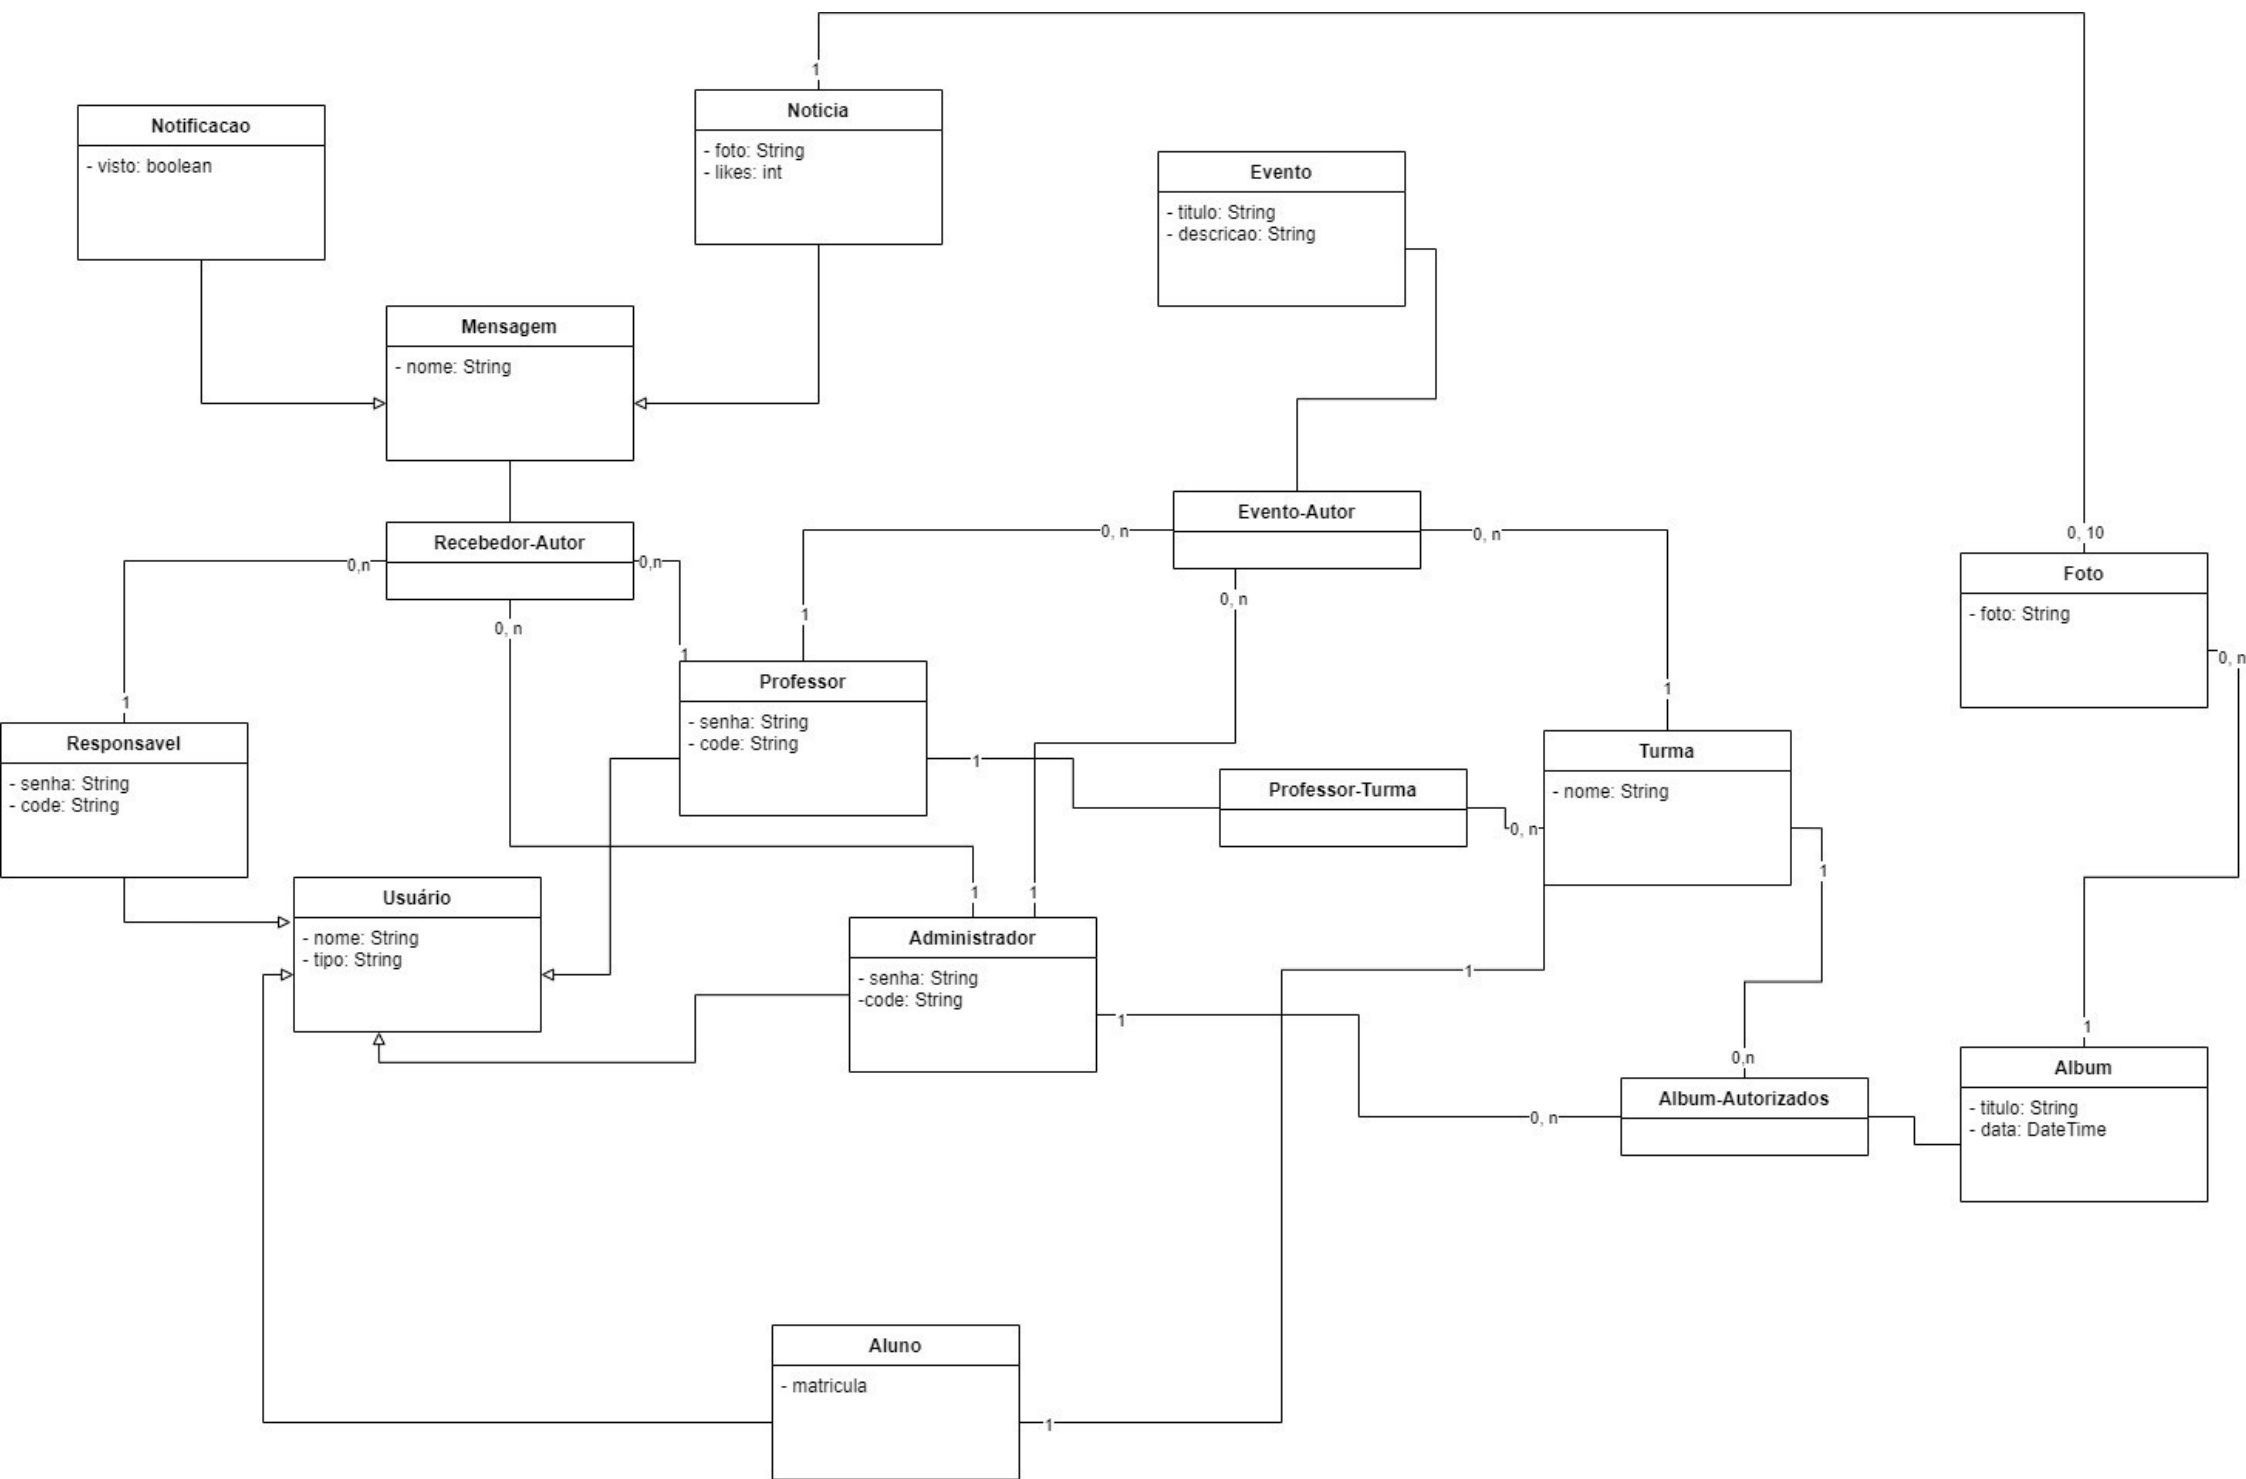 1
Notificacao
- visto: boolean
Noticia
- foto: String
- likes: int
Evento
- titulo: String
- descricao: String
Mensagem
- nome: String
Recebedor-Autor
0,n
0,n
0, n
1
1
Evento-Autor
0, n
0, n
0, n
1
1
0, 10
Foto
- foto: String
0, n
Professor
- senha: String
- code: String
1
Responsavel
- senha: String
- code: String
Professor-Turma
0, n
Turma
- nome: String
1
Usuário
- nome: String
- tipo: String
1
1
Administrador
- senha: String
-code: String
1
1
0,n
0, n
Album-Autorizados
1
Album
- titulo: String
- data: DateTime
Aluno
- matricula
1